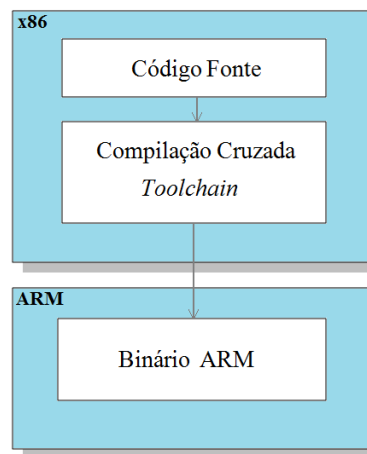 x86
Código Fonte
Compilação Cruzada
Toolchain
ARM
Binário ARM